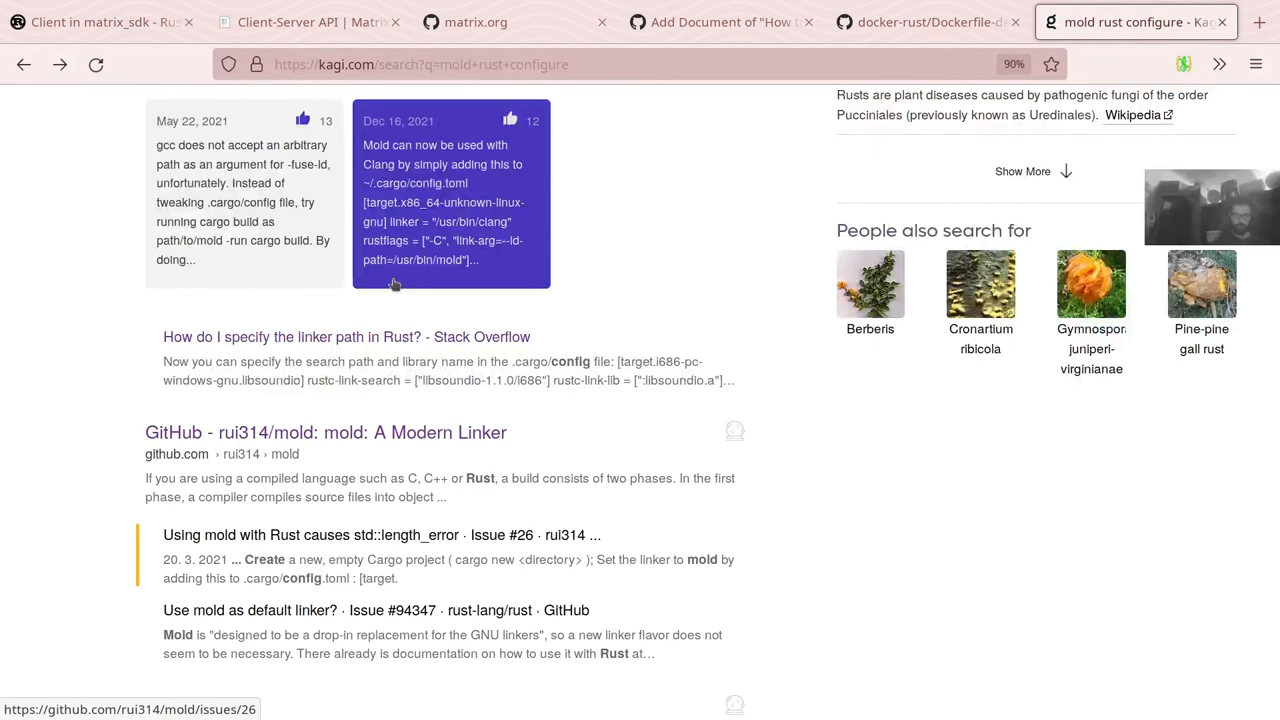 Client in matrix_sdk - Rus
Client-Server API | Matrix
matrix.org
Add Document of "How t
docker-rust/Dockerfile-de
mold rust configure - Kag
https://kagi.com/search?q=mold+rust+configure
90%
May 22, 2021
13
gcc does not accept an arbitrary
path as an argument for -fuse-ld,
unfortunately. Instead of
tweaking .cargo/config file, try
running cargo build as
path/to/mold -run cargo build. By
doing...
Dec 16, 2021
12
Mold can now be used with
Clang by simply adding this to
~/.cargo/config.toml
[target.x86_64-unknown-linux-
gnu] linker = "/usr/bin/clang"
rustflags = ["-C", "link-arg=--ld-
path=/usr/bin/mold"]...
How do I specify the linker path in Rust? - Stack Overflow
Now you can specify the search path and library name in the .cargo/config file: [target.i686-pc-
windows-gnu.libsoundio] rustc-link-search = ["libsoundio-1.1.0/i686"] rustc-link-lib = [":libsoundio.a"]...
GitHub - rui314/mold: mold: A Modern Linker
github.com › rui314 › mold
If you are using a compiled language such as C, C++ or Rust, a build consists of two phases. In the first
phase, a compiler compiles source files into object ...
Using mold with Rust causes std::length_error · Issue #26 · rui314 ...
20. 3. 2021 ... Create a new, empty Cargo project ( cargo new <directory> ); Set the linker to mold by
adding this to .cargo/config.toml : [target.
Use mold as default linker? · Issue #94347 · rust-lang/rust · GitHub
Mold is "designed to be a drop-in replacement for the GNU linkers", so a new linker flavor does not
seem to be necessary. There already is documentation on how to use it with Rust at…
Rusts are plant diseases caused by pathogenic fungi of the order
Pucciniales (previously known as Uredinales). Wikipedia
Show More
People also search for
Berberis
Cronartium
ribicola
Gymnospor
juniperi-
virginianae
Pine-pine
gall rust
https://github.com/rui314/mold/issues/26